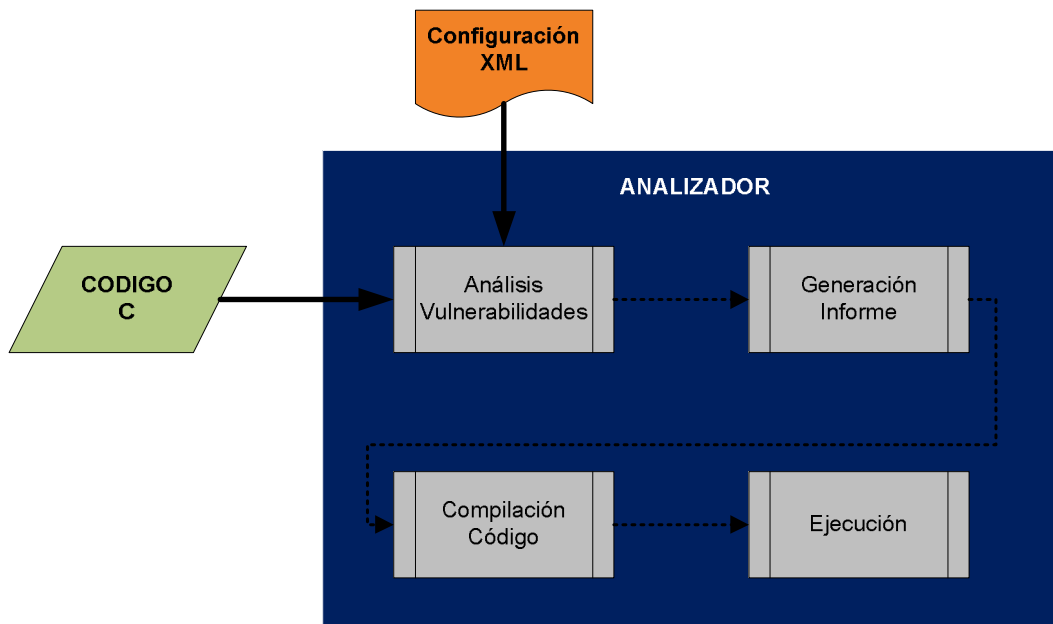 Configuración
XML
ANALIZADOR
CODIGO
C
Análisis
Vulnerabilidades
Generación
Informe
Compilación
Código
Ejecución